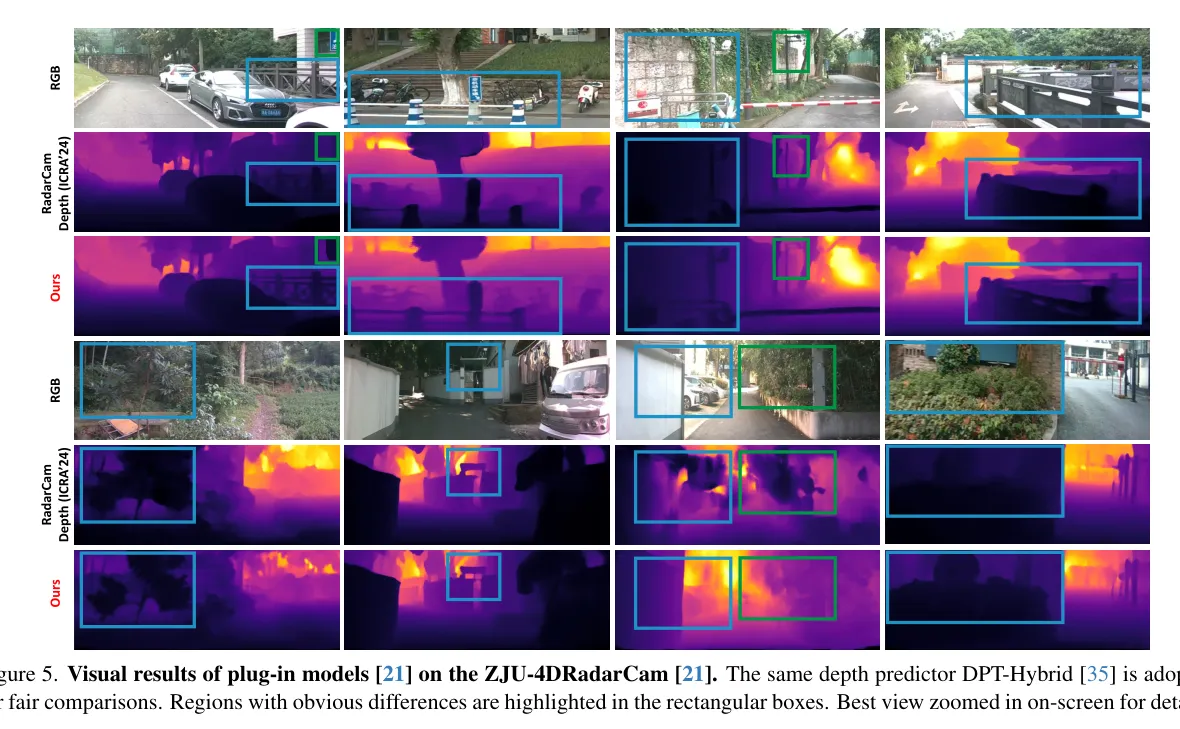 RGB
RadarCam
Depth (ICRA'24)
Ours
RGB
RadarCam
Depth (ICRA'24)
Ours
gure 5. Visual results of plug-in models [21] on the ZJU-4DRadarCam [21]. The same depth predictor DPT-Hybrid [35] is adop
r fair comparisons. Regions with obvious differences are highlighted in the rectangular boxes. Best view zoomed in on-screen for deta